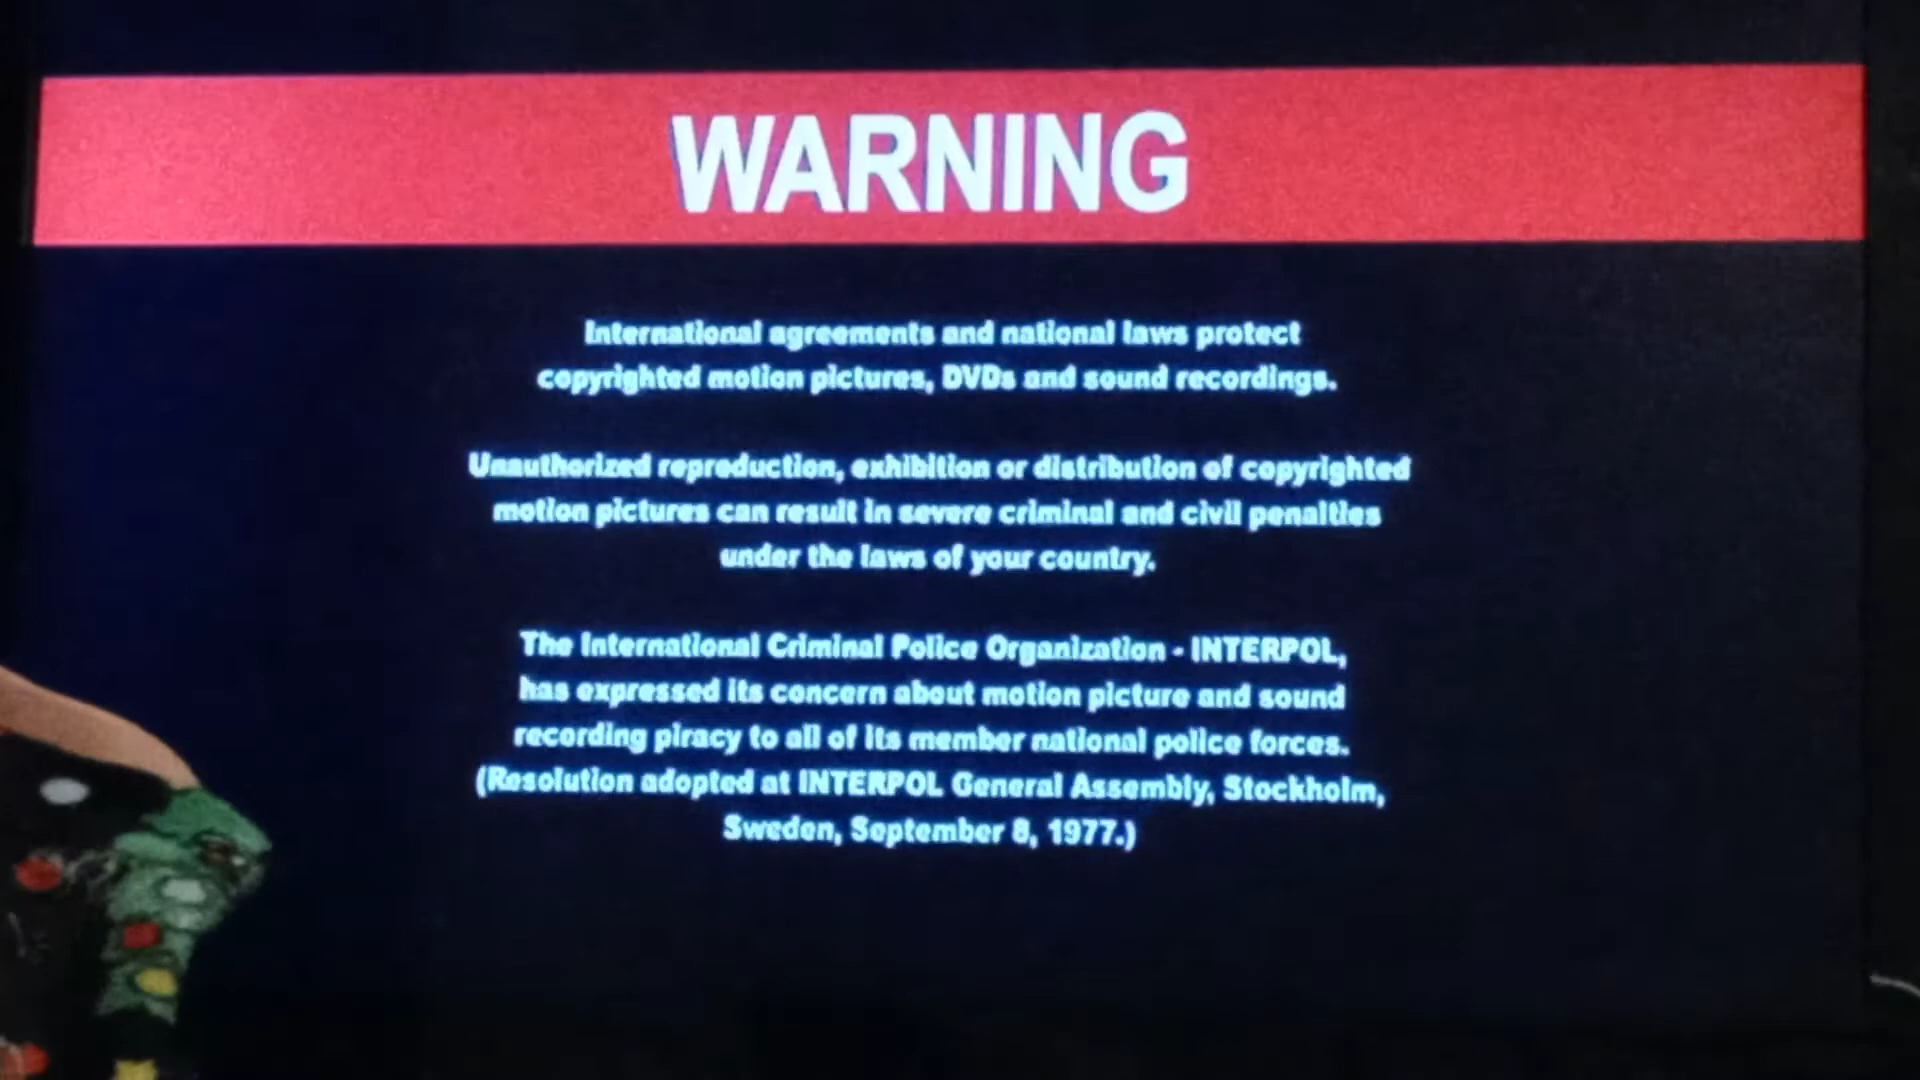 WARNING
International agreements and national laws protect
copyrighted motion pictures, DVDs and sound recordings.
Unauthorized reproduction, exhibition or distribution of copyrighted
motion pictures can result in severe criminal and civil penalties
under the laws of your country.
The International Criminal Police Organization - INTERPOL,
has expressed its concern about motion picture and sound
recording piracy to all of its member national police forces.
(Resolution adopted at INTERPOL General Assembly, Stockholm,
Sweden, September 8, 1977.)